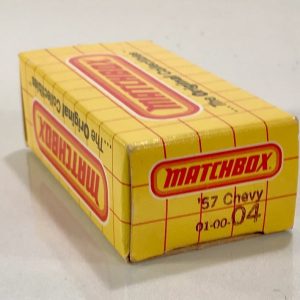 MATCHBOX
...The Original Collectibles
MATCHBOX
...The Original Collectibles
MATCHBOX
'57 Chevy
01-00-04